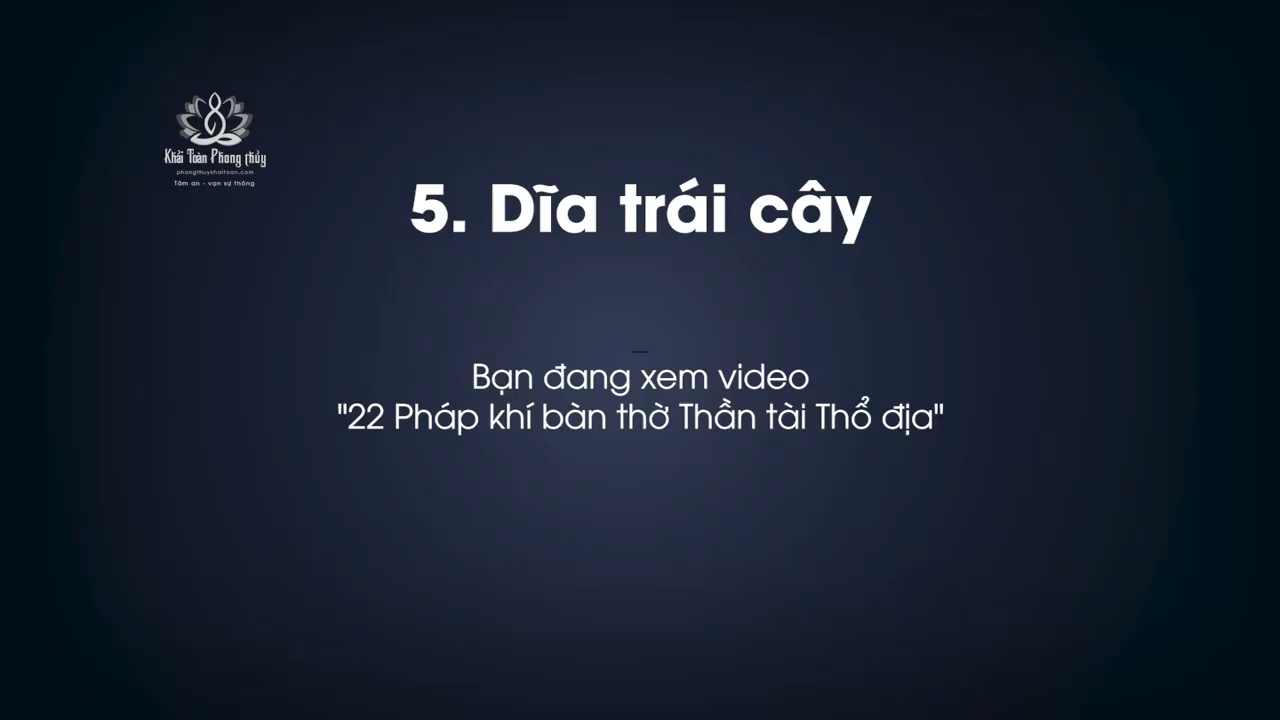 Khải Toàn Phong thủy
phongthuykhaitoan.com
Tâm an - vạn sự thông
5. Dĩa trái cây
Bạn đang xem video
"22 Pháp khí bàn thờ Thần tài Thổ địa"